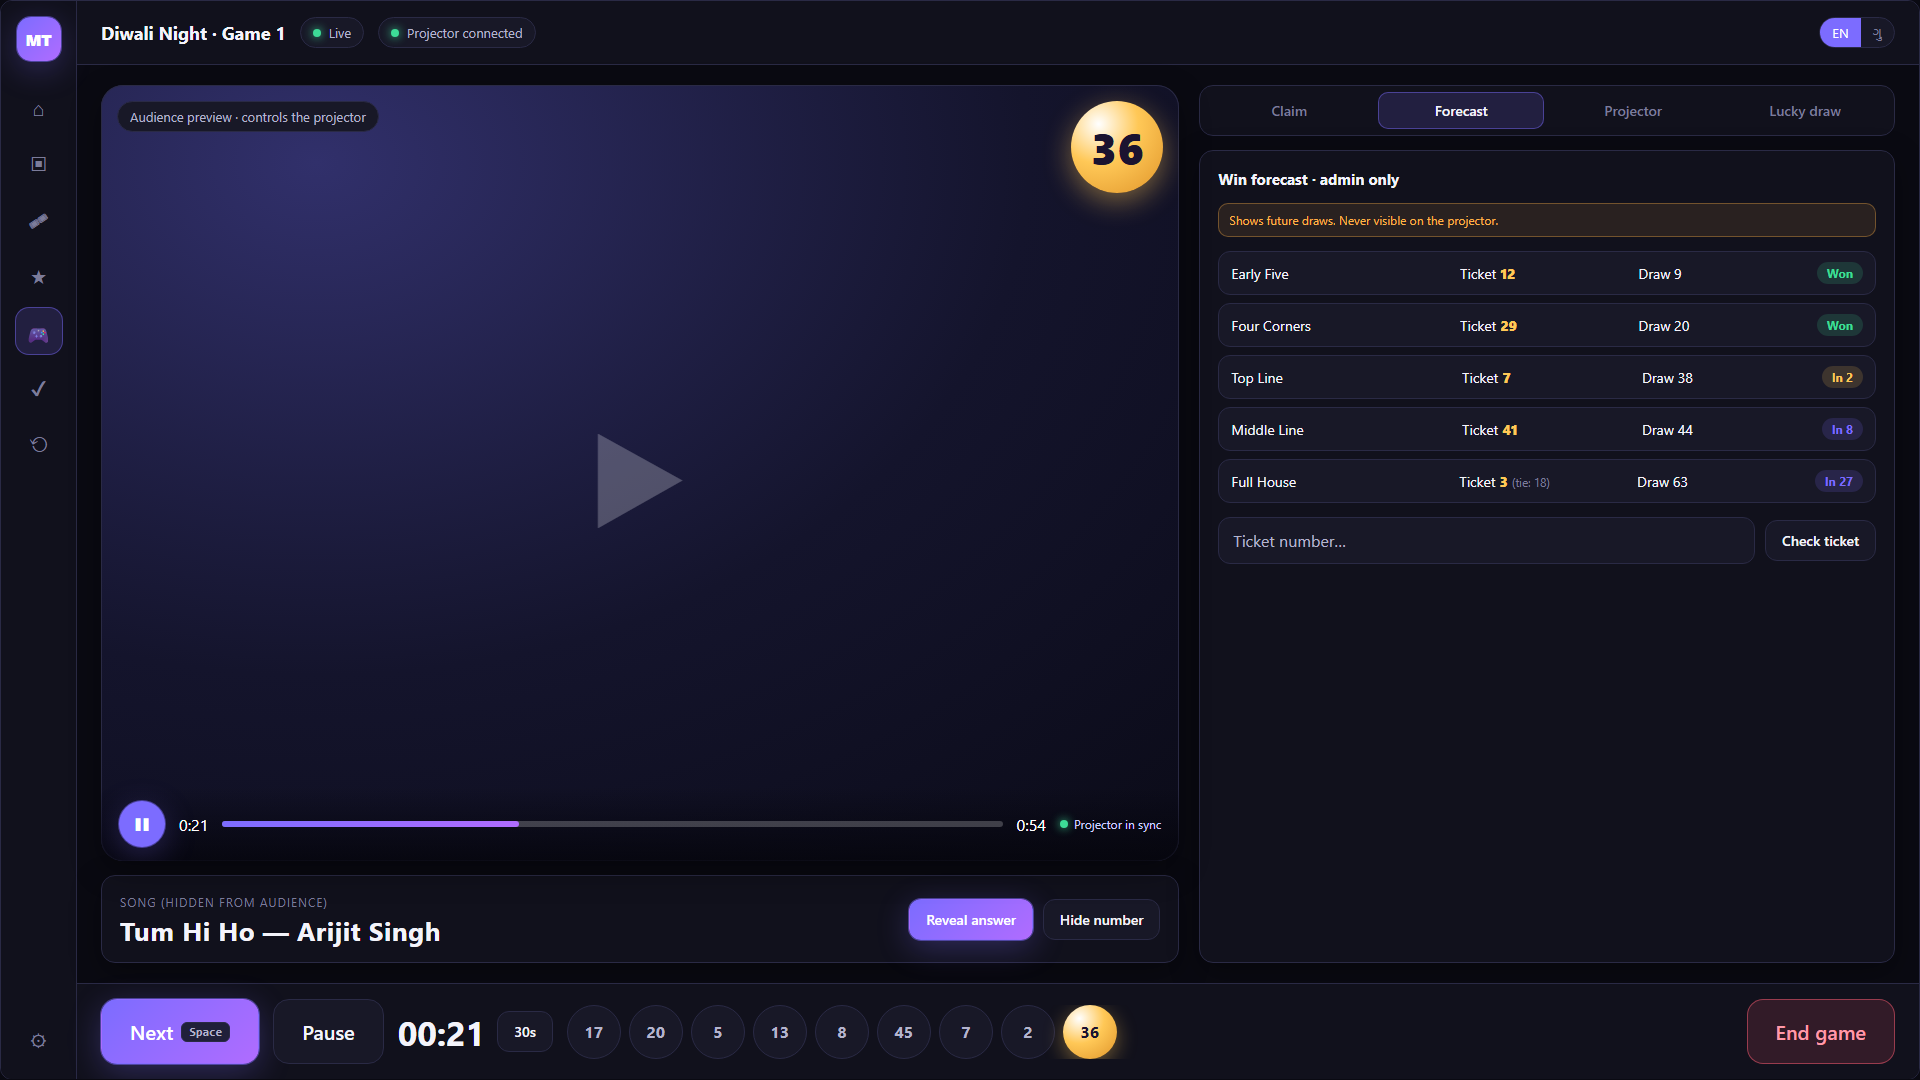 MT
Diwali Night · Game 1
Live
Projector connected
EN
ગુ
Audience preview · controls the projector
36
0:21
0:54
Projector in sync
SONG (HIDDEN FROM AUDIENCE)
Tum Hi Ho — Arijit Singh
Reveal answer
Hide number
Claim
Forecast
Projector
Lucky draw
Win forecast · admin only
Shows future draws. Never visible on the projector.
Early Five Ticket 12 Draw 9 Won
Four Corners Ticket 29 Draw 20 Won
Top Line Ticket 7 Draw 38 In 2
Middle Line Ticket 41 Draw 44 In 8
Full House Ticket 3 (tie: 18) Draw 63 In 27
Ticket number...
Check ticket
Next Space
Pause
00:21
30s
17 20 5 13 8 45 7 2 36
End game